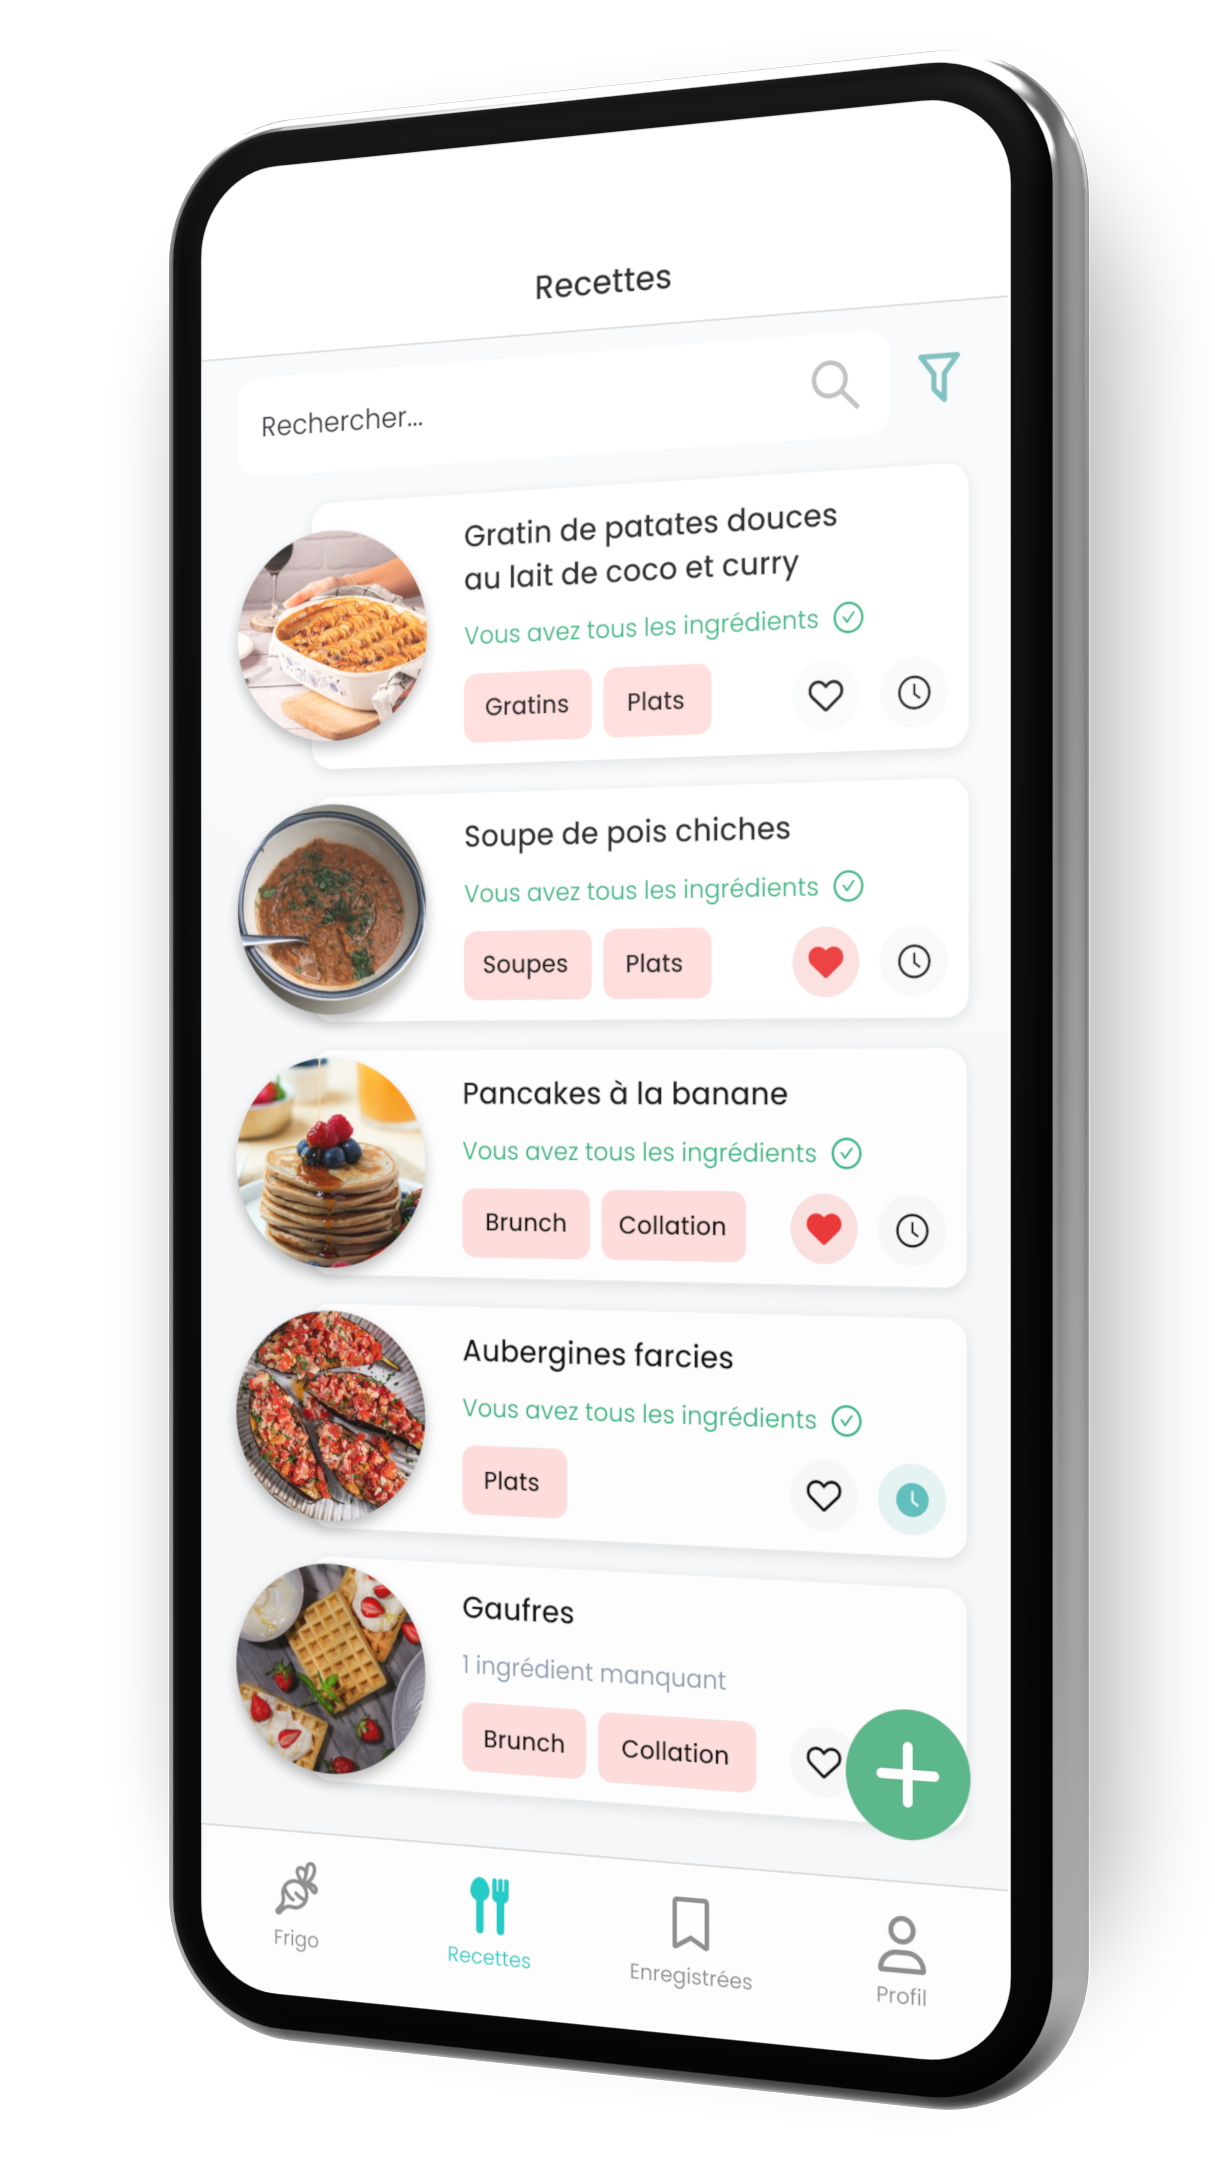 Recettes
Rechercher...
Gratin de patates douces
au lait de coco et curry
Vous avez tous les ingrédients
Gratins
Plats
Soupe de pois chiches
Vous avez tous les ingrédients
Soupes
Plats
Pancakes à la banane
Vous avez tous les ingrédients
Brunch
Collation
Aubergines farcies
Vous avez tous les ingrédients
Plats
Gaufres
1 ingrédient manquant
Brunch
Collation
Frigo
Recettes
Enregistrées
Profil